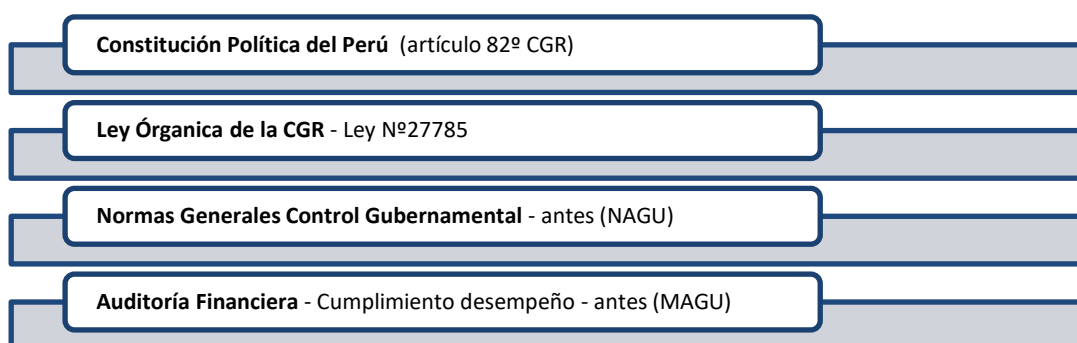 Constitución Política del Perú (artículo 82º CGR)
Ley Órganica de la CGR - Ley Nº27785
Normas Generales Control Gubernamental - antes (NAGU)
Auditoría Financiera - Cumplimiento desempeño - antes (MAGU)